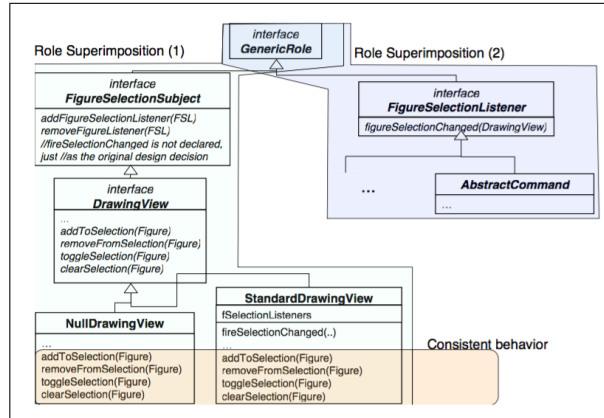 interface
GenericRole
Role Superimposition (1)
Role Superimposition (2)
interface
FigureSelectionSubject
addFigureSelectionListener(FSL)
removeFigureListener(FSL)
//fireSelectionChanged is not declared,
just //as the original design decision
interface
FigureSelectionListener
figureSelectionChanged(DrawingView)
...
AbstractCommand
...
interface
DrawingView
...
addToSelection(Figure)
removeFromSelection(Figure)
toggleSelection(Figure)
clearSelection(Figure)
NullDrawingView
...
addToSelection(Figure)
removeFromSelection(Figure)
toggleSelection(Figure)
clearSelection(Figure)
StandardDrawingView
fSelectionListeners
fireSelectionChanged(..)
...
addToSelection(Figure)
removeFromSelection(Figure)
toggleSelection(Figure)
clearSelection(Figure)
Consistent behavior